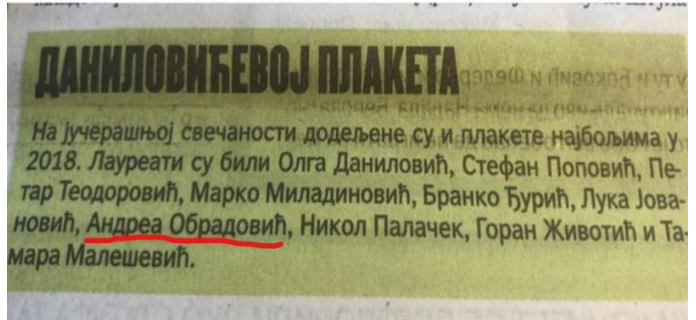 ДАНИЛОВИЋЕВОЈ ПЛАКЕТА
На јучерашњој свечаности додељене су и плакете најбољима у
2018. Лауреати су били Олга Даниловић, Стефан Поповић, Пе-
тар Теодоровић, Марко Миладиновић, Бранко Ђурић, Лука Јова-
новић, Андреа Обрадовић, Никол Палачек, Горан Животић и Та-
мара Малешевић.